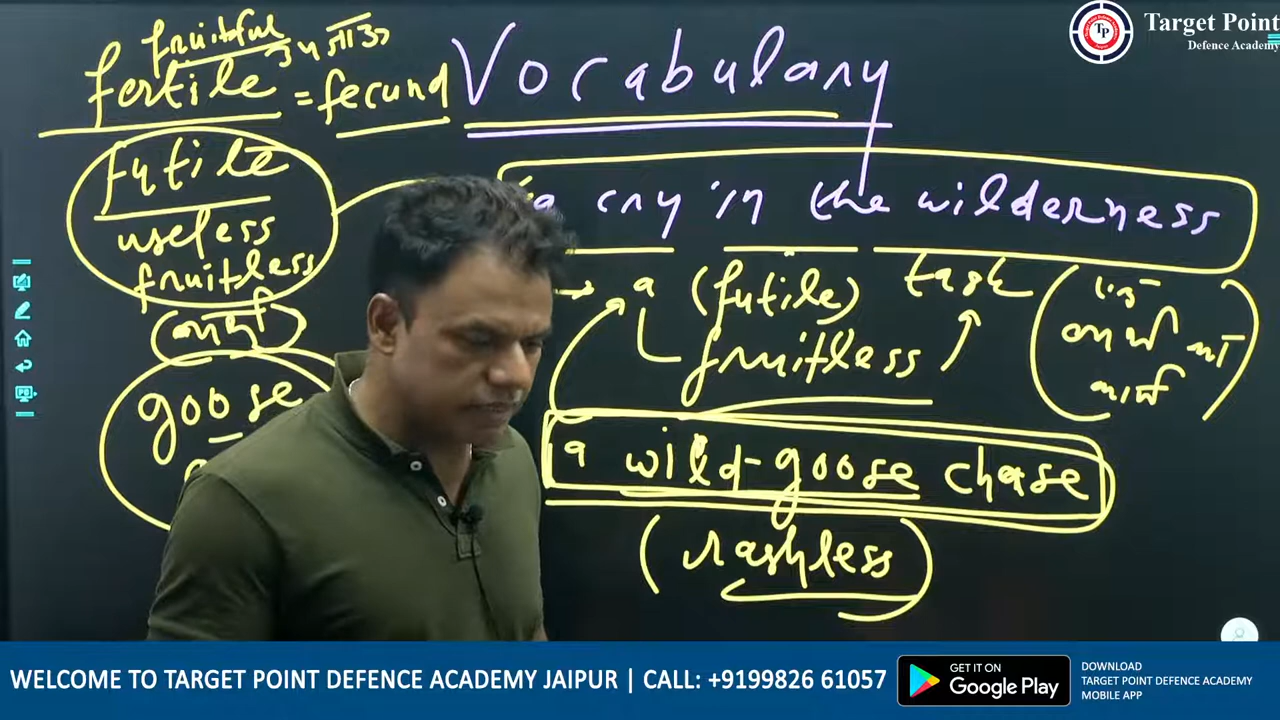 Target Point
Defence Academy
TP
fruitful
fertile = fecund
उपजाऊ
Vocabulary
futile
useless
fruitless
a cry in the wilderness
→ a (futile) task
fruitless
goose
a wild-goose chase
(rashless)
WELCOME TO TARGET POINT DEFENCE ACADEMY JAIPUR | CALL: +9199826 61057
GET IT ON
Google Play
DOWNLOAD
TARGET POINT DEFENCE ACADEMY
MOBILE APP